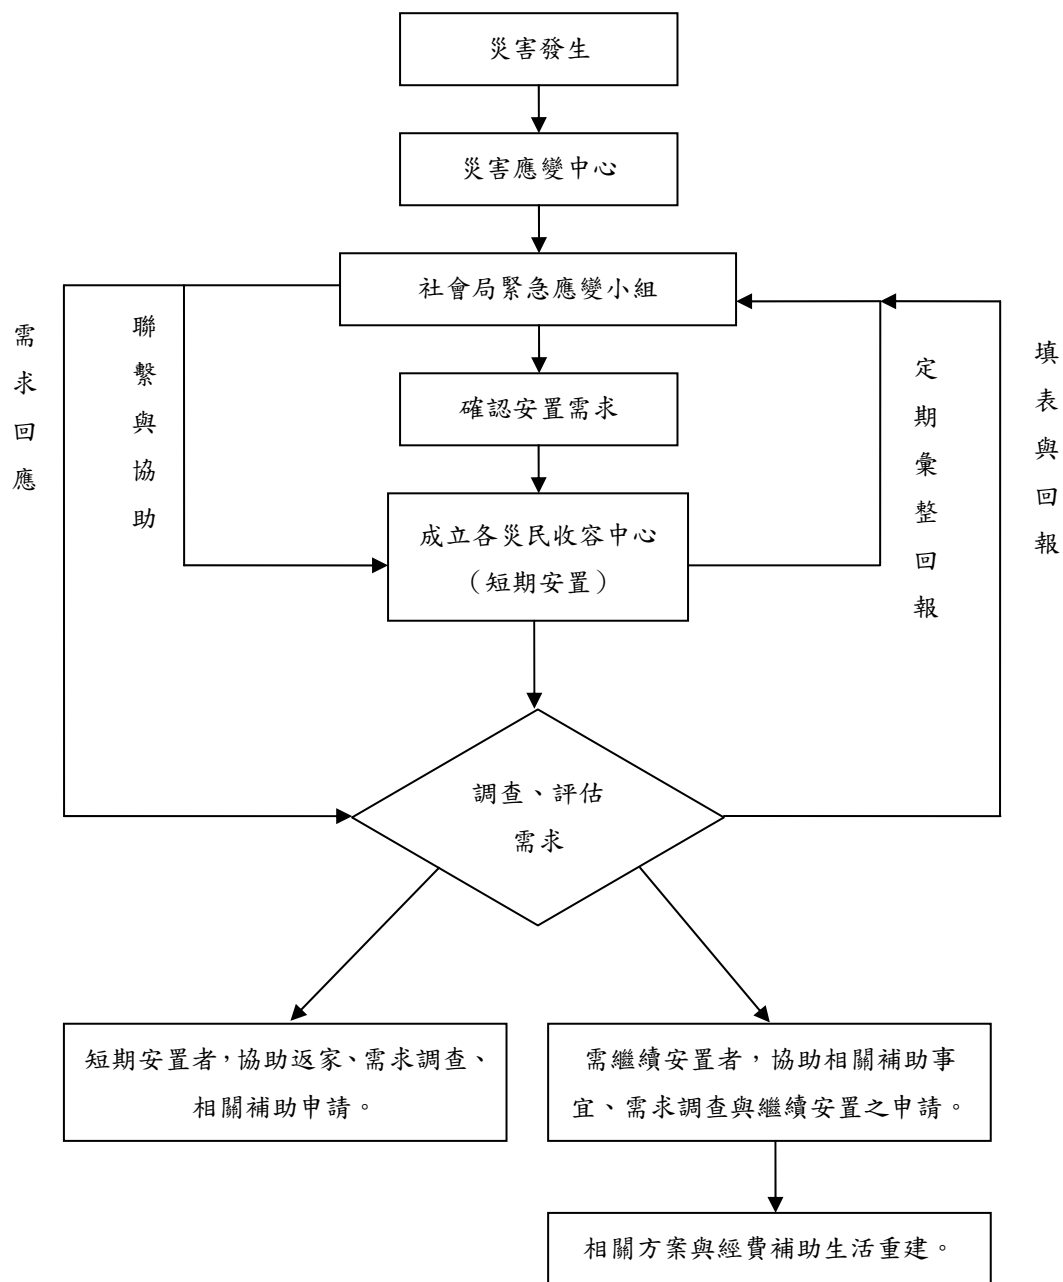 災害發生
災害應變中心
社會局緊急應變小組
需求回應
聯繫與協助
確認安置需求
定期彙整回報
填表與回報
成立各災民收容中心
（短期安置）
調查、評估
需求
短期安置者，協助返家、需求調查、
相關補助申請。
需繼續安置者，協助相關補助事
宜、需求調查與繼續安置之申請。
相關方案與經費補助生活重建。